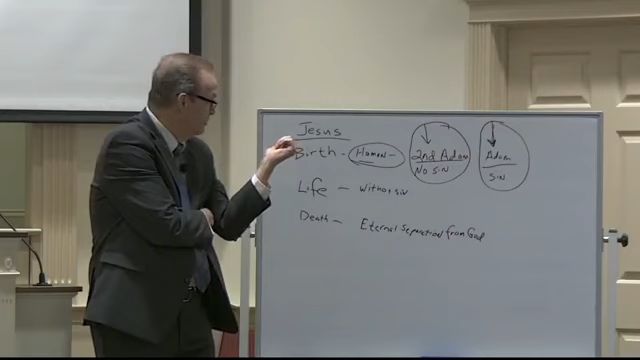 Jesus
Birth - Human - 2nd Adam Adam
No Sin Sin
Life - without sin
Death - Eternal Separation from God